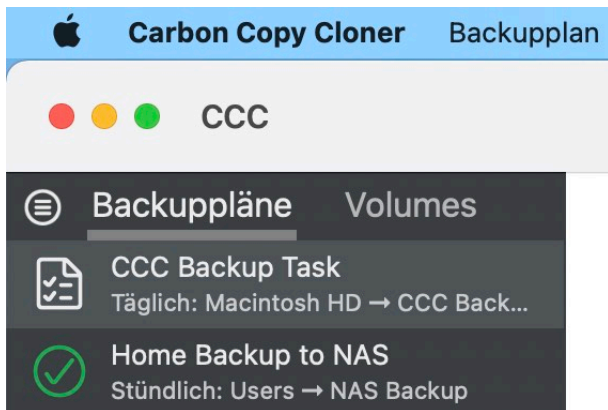 Carbon Copy Cloner Backupplan
CCC
Backuppläne Volumes
CCC Backup Task
Täglich: Macintosh HD → CCC Back...
Home Backup to NAS
Stündlich: Users → NAS Backup